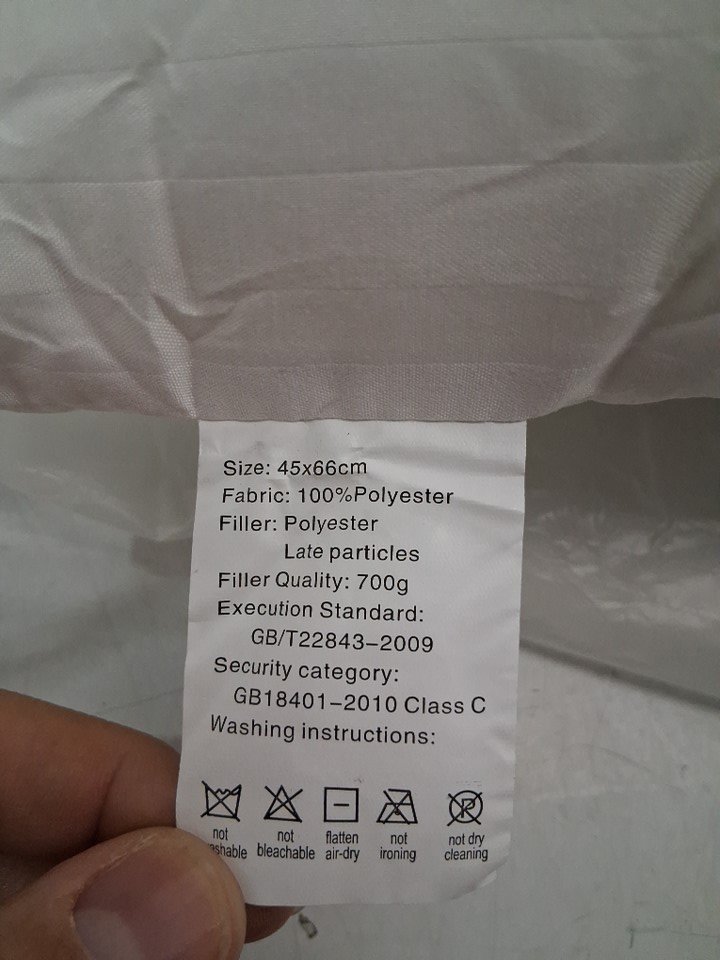 Size: 45x66cm
Fabric: 100%Polyester
Filler: Polyester
Late particles
Filler Quality: 700g
Execution Standard:
GB/T22843–2009
Security category:
GB18401–2010 Class C
Washing instructions:
P
not not flatten not not dry
bleachable air-dry ironing cleaning